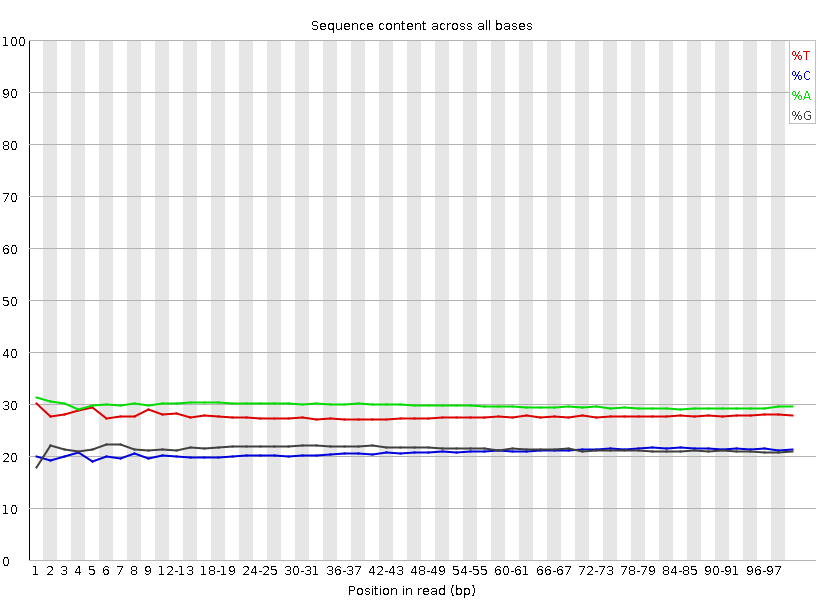 Sequence content across all bases
100
90
80
70
60
50
40
30
20
10
0
%T
%C
%A
%G
1 2 3 4 5 6 7 8 9 12-13 18-19 24-25 30-31 36-37 42-43 48-49 54-55 60-61 66-67 72-73 78-79 84-85 90-91 96-97
Position in read (bp)